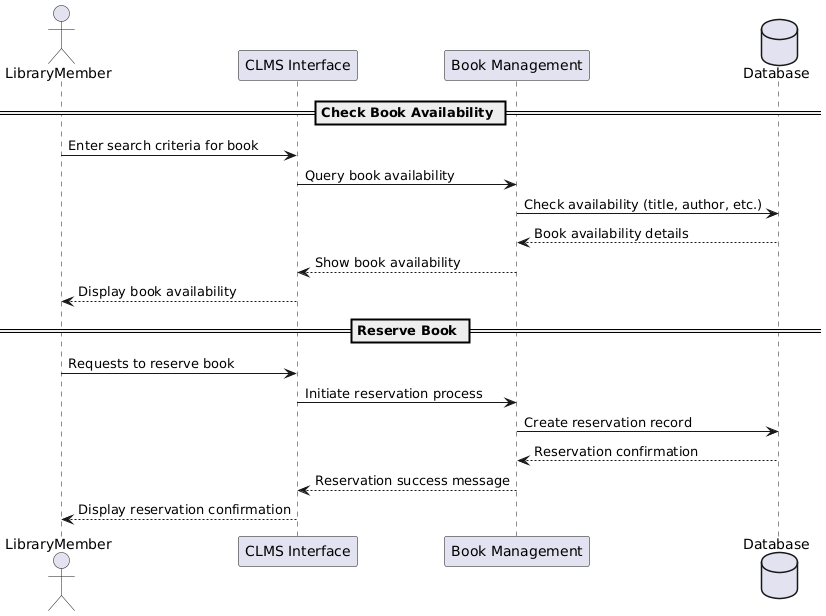 LibraryMember
CLMS Interface
Book Management
Database
Check Book Availability
Enter search criteria for book
Query book availability
Check availability (title, author, etc.)
Book availability details
Show book availability
Display book availability
Reserve Book
Requests to reserve book
Initiate reservation process
Create reservation record
Reservation confirmation
Reservation success message
Display reservation confirmation
LibraryMember
CLMS Interface
Book Management
Database